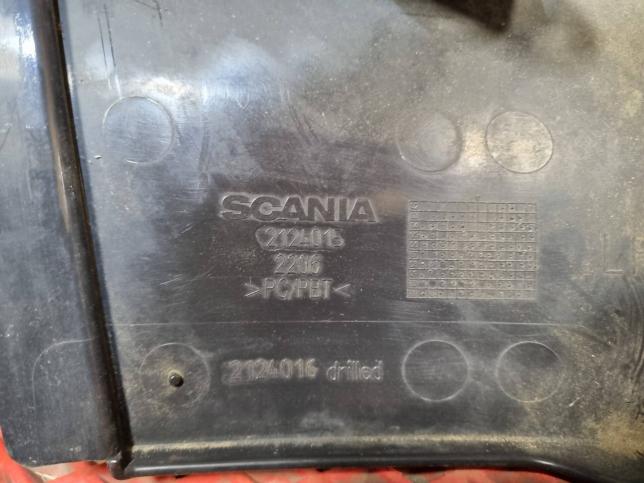 SCANIA
2124016
2206
>PC/PBT<
2124016 drilled
L